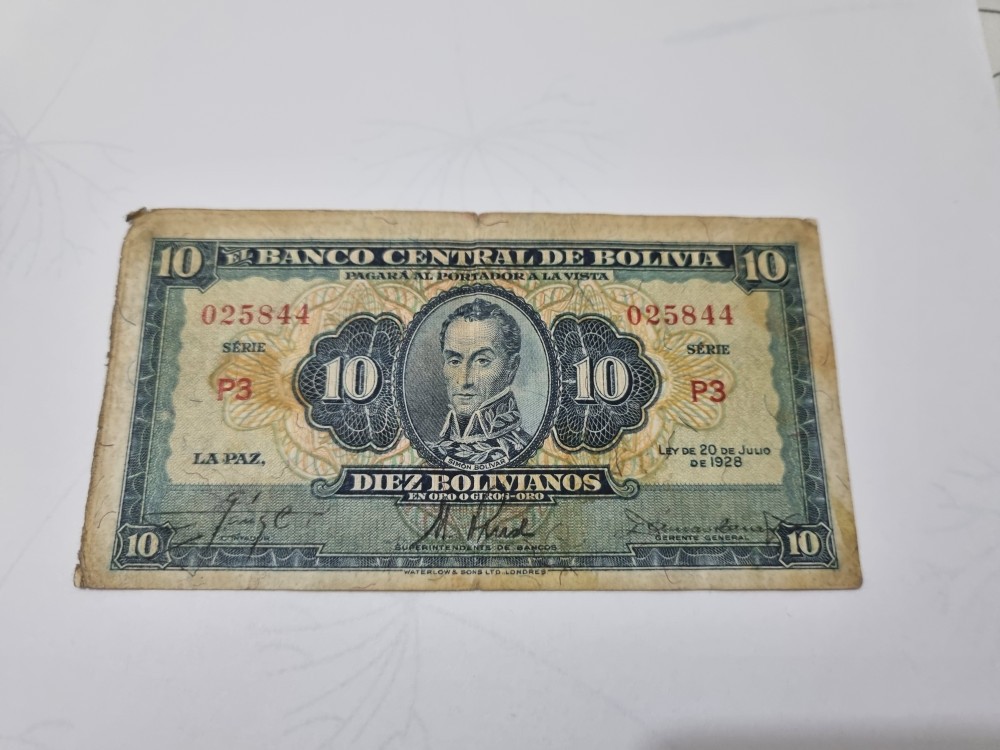 10 EL BANCO CENTRAL DE BOLIVIA 10
PAGARÁ AL PORTADOR A LA VISTA
025844 025844
SÉRIE SÉRIE
10 10
P3 P3
LA PAZ, LEY DE 20 DE JULIO
DE 1928
SIMÓN BOLIVAR
DIEZ BOLIVIANOS
EN ORO O GIROS-ORO
CONTADOR
SUPERINTENDENTE DE BANCOS
GERENTE GENERAL
10 10
WATERLOW & SONS LTD. LONDRES